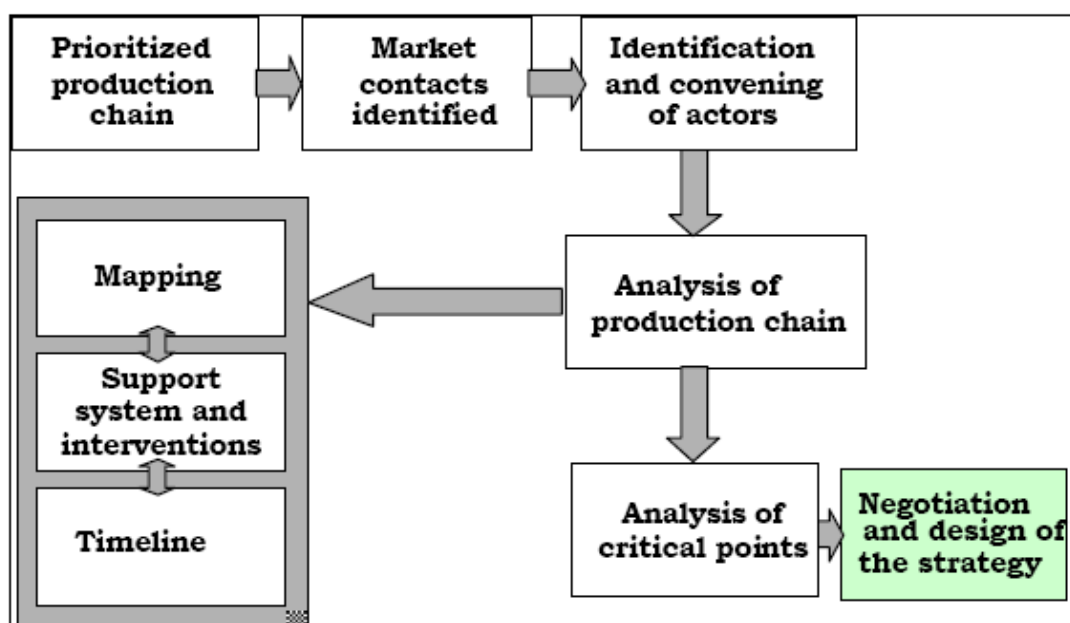 Prioritized
production
chain
Market
contacts
identified
Identification
and convening
of actors
Analysis of
production chain
Mapping
Support
system and
interventions
Timeline
Analysis of
critical points
Negotiation
and design of
the strategy